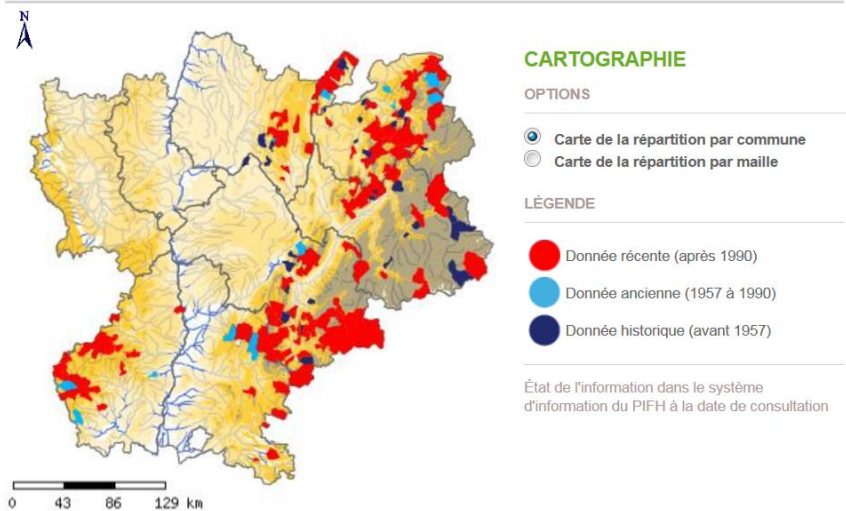 N
CARTOGRAPHIE
OPTIONS
Carte de la répartition par commune
Carte de la répartition par maille
LÉGENDE
Donnée récente (après 1990)
Donnée ancienne (1957 à 1990)
Donnée historique (avant 1957)
État de l'information dans le système
d'information du PIFH à la date de consultation
0 43 86 129 km